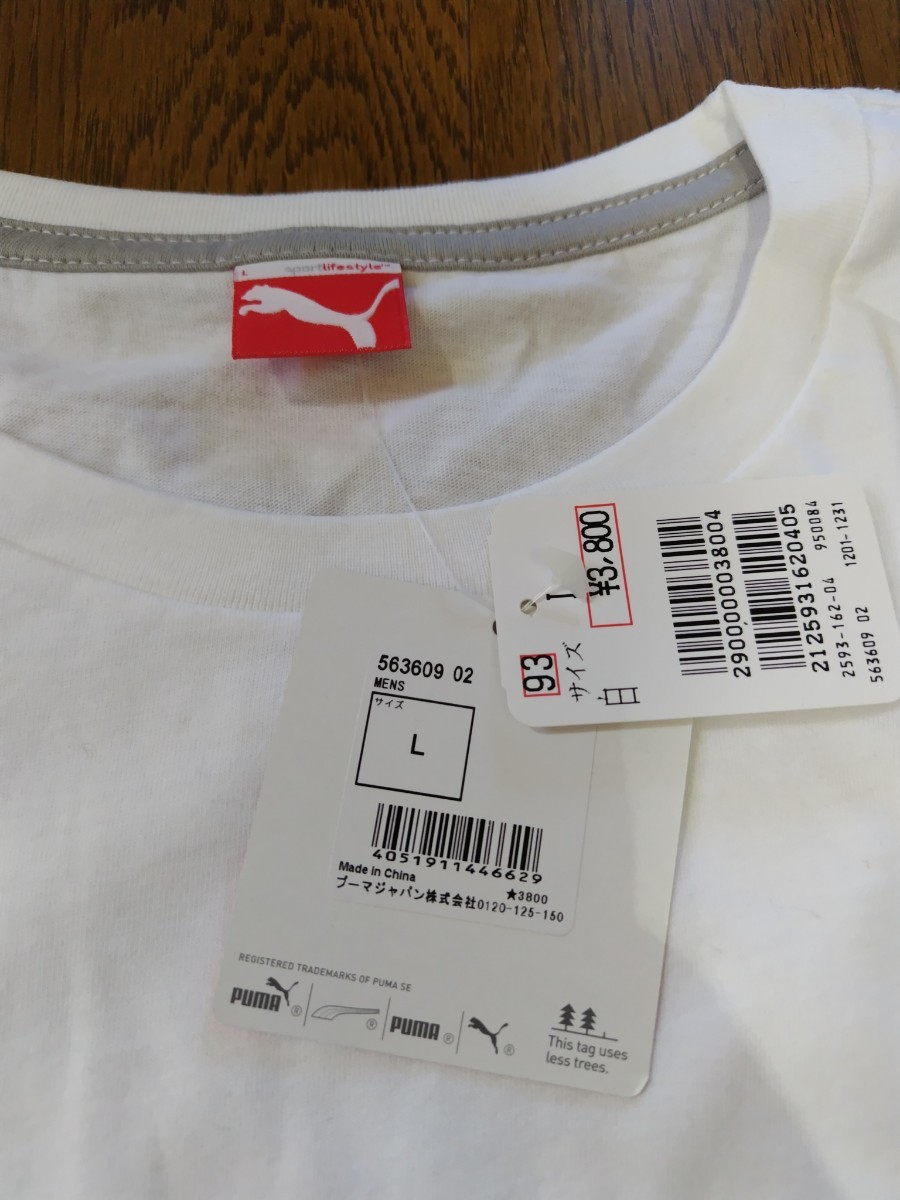 L sportlifestyle™
¥3,800
93
サイズ
白
2900000038004
2125931620405
2593-162-04 950084
563609 02 1201-1231
563609 02
MENS
サイズ
L
4051911446629
Made in China ★3800
プーマジャパン株式会社0120-125-150
REGISTERED TRADEMARKS OF PUMA SE
PUMA® ® PUMA® ®
This tag uses
less trees.